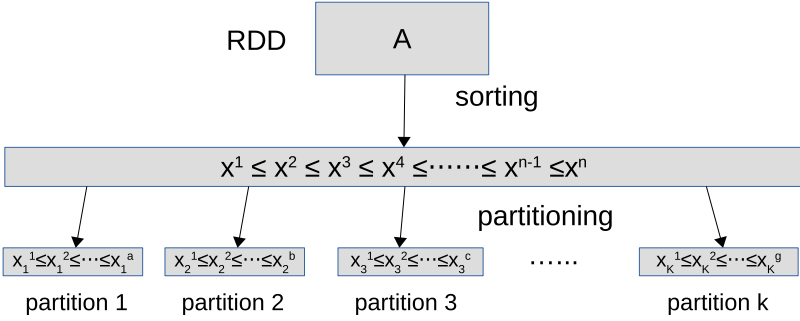 RDD
A
sorting
x¹ ≤ x² ≤ x³ ≤ x⁴ ≤······≤ xⁿ⁻¹ ≤xⁿ
partitioning
x₁¹≤x₁²≤···≤x₁ᵃ
x₂¹≤x₂²≤···≤x₂ᵇ
x₃¹≤x₃²≤···≤x₃ᶜ
······
x_K¹≤x_K²≤···≤x_Kᵍ
partition 1
partition 2
partition 3
partition k